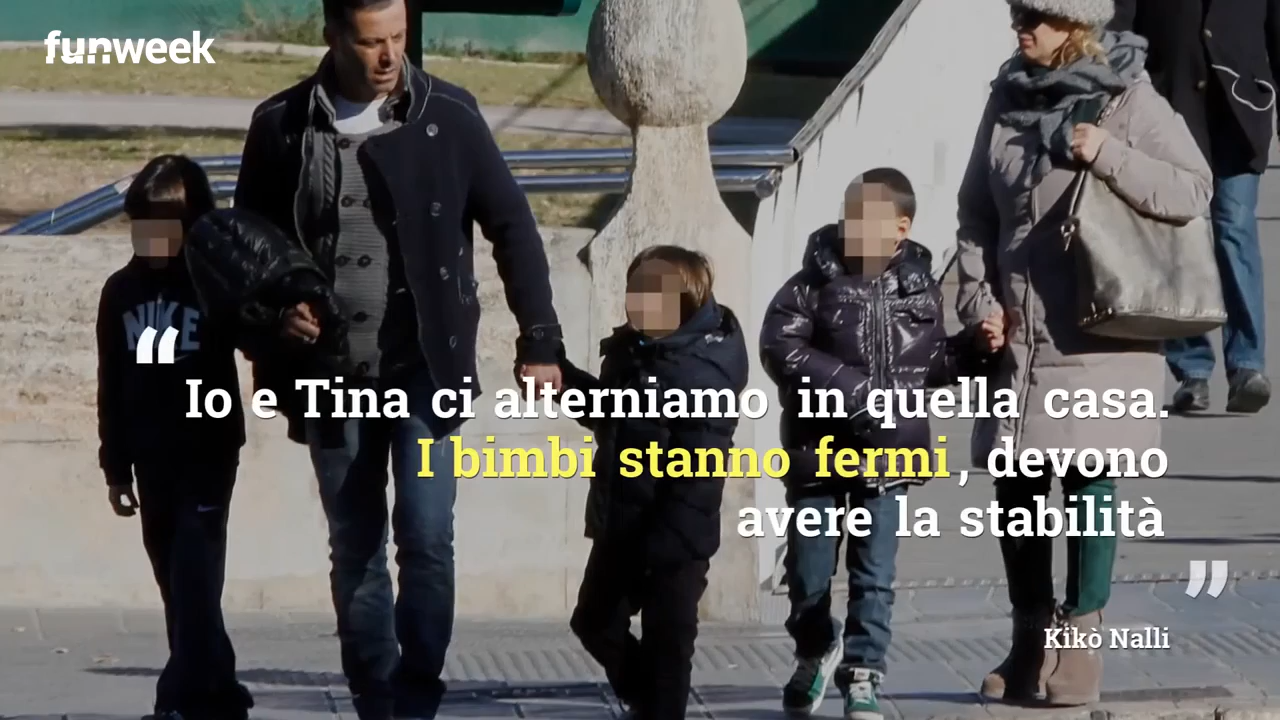 funweek
NIKE
“
Io e Tina ci alterniamo in quella casa.
I bimbi stanno fermi, devono
avere la stabilità
”
Kikò Nalli